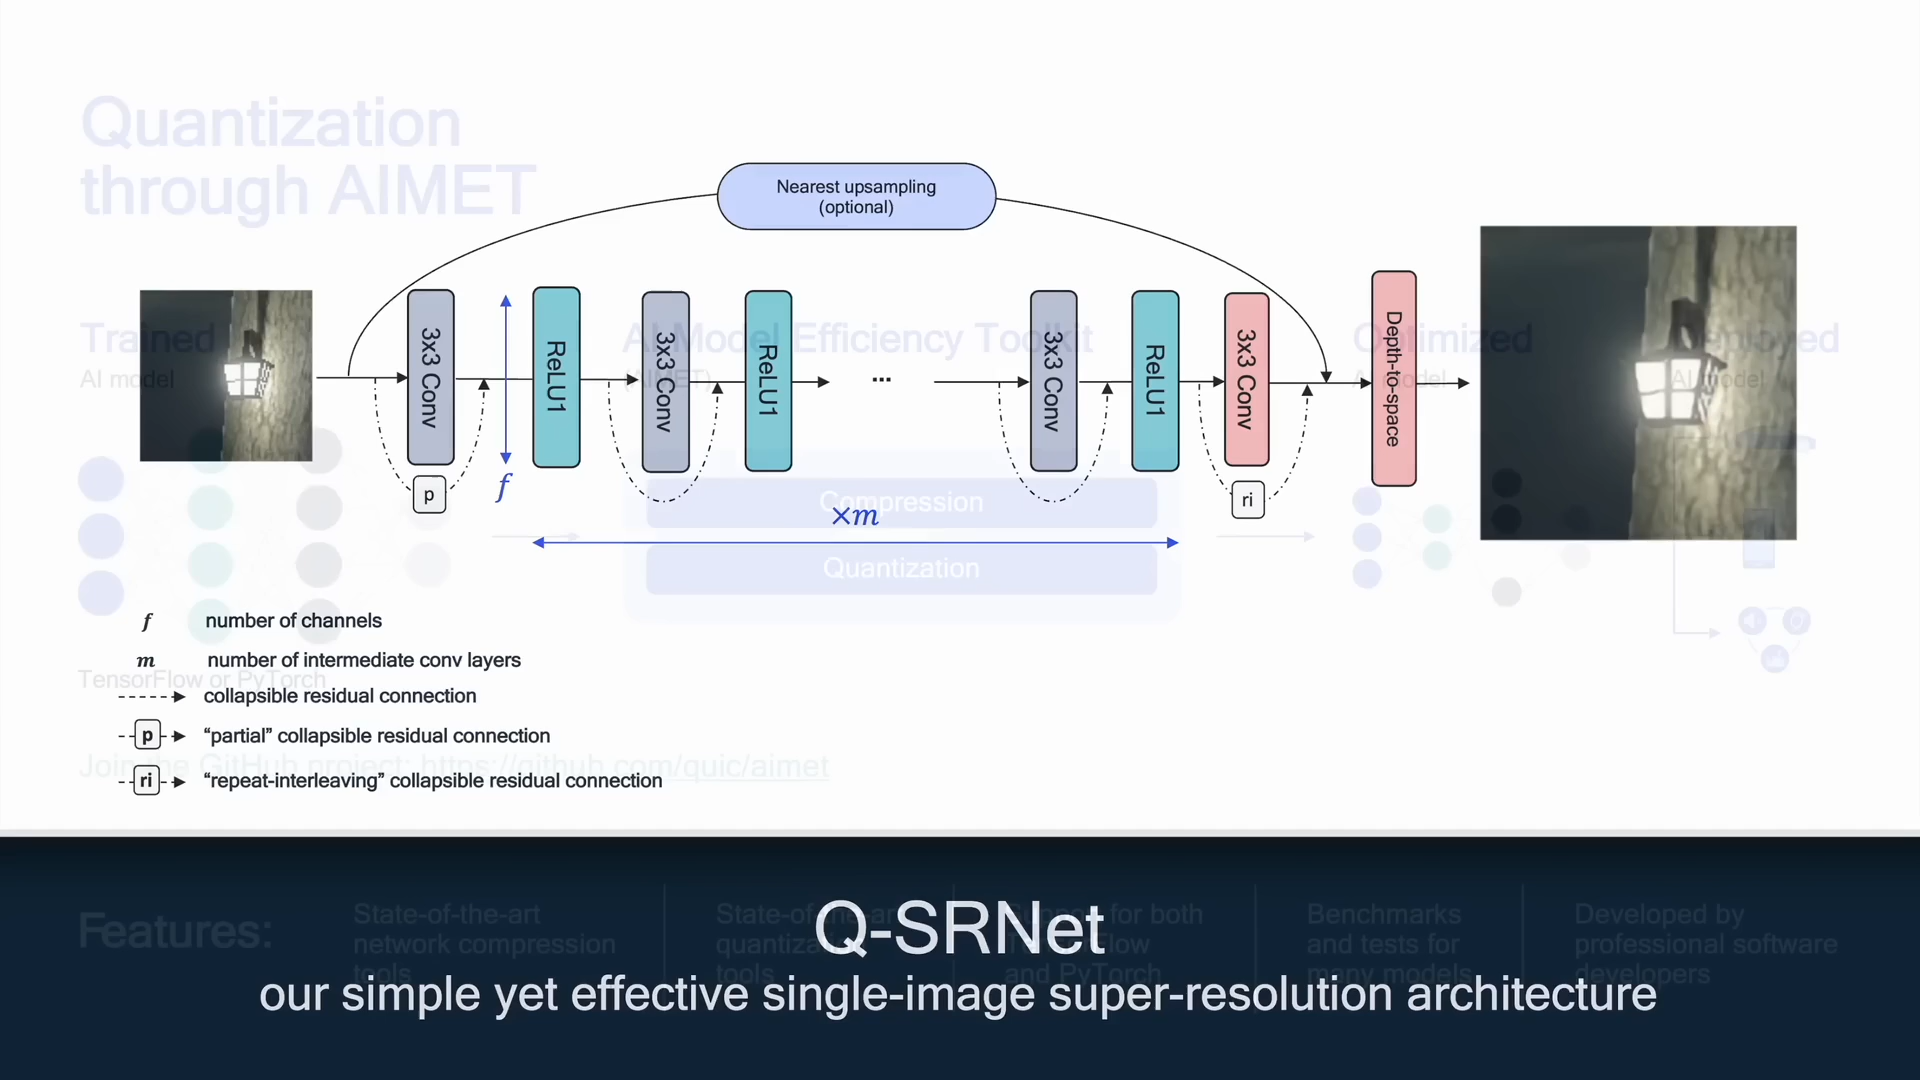 Quantization
through AIMET
Nearest upsampling
(optional)
Trained
AI model
AI Model Efficiency Toolkit
(AIMET)
Optimized
AI model
Deployed
AI model
3x3 Conv
ReLU1
3x3 Conv
ReLU1
...
3x3 Conv
ReLU1
3x3 Conv
Depth-to-space
p
f
ri
Compression
×m
Quantization
f number of channels
m number of intermediate conv layers
TensorFlow or PyTorch
collapsible residual connection
p "partial" collapsible residual connection
Join the GitHub project: https://github.com/quic/aimet
ri "repeat-interleaving" collapsible residual connection
Features:
State-of-the-art
network compression
tools
State-of-the-art
quantization
tools
Support for both
TensorFlow
and PyTorch
Benchmarks
and tests for
many models
Developed by
professional software
developers
Q-SRNet
our simple yet effective single-image super-resolution architecture